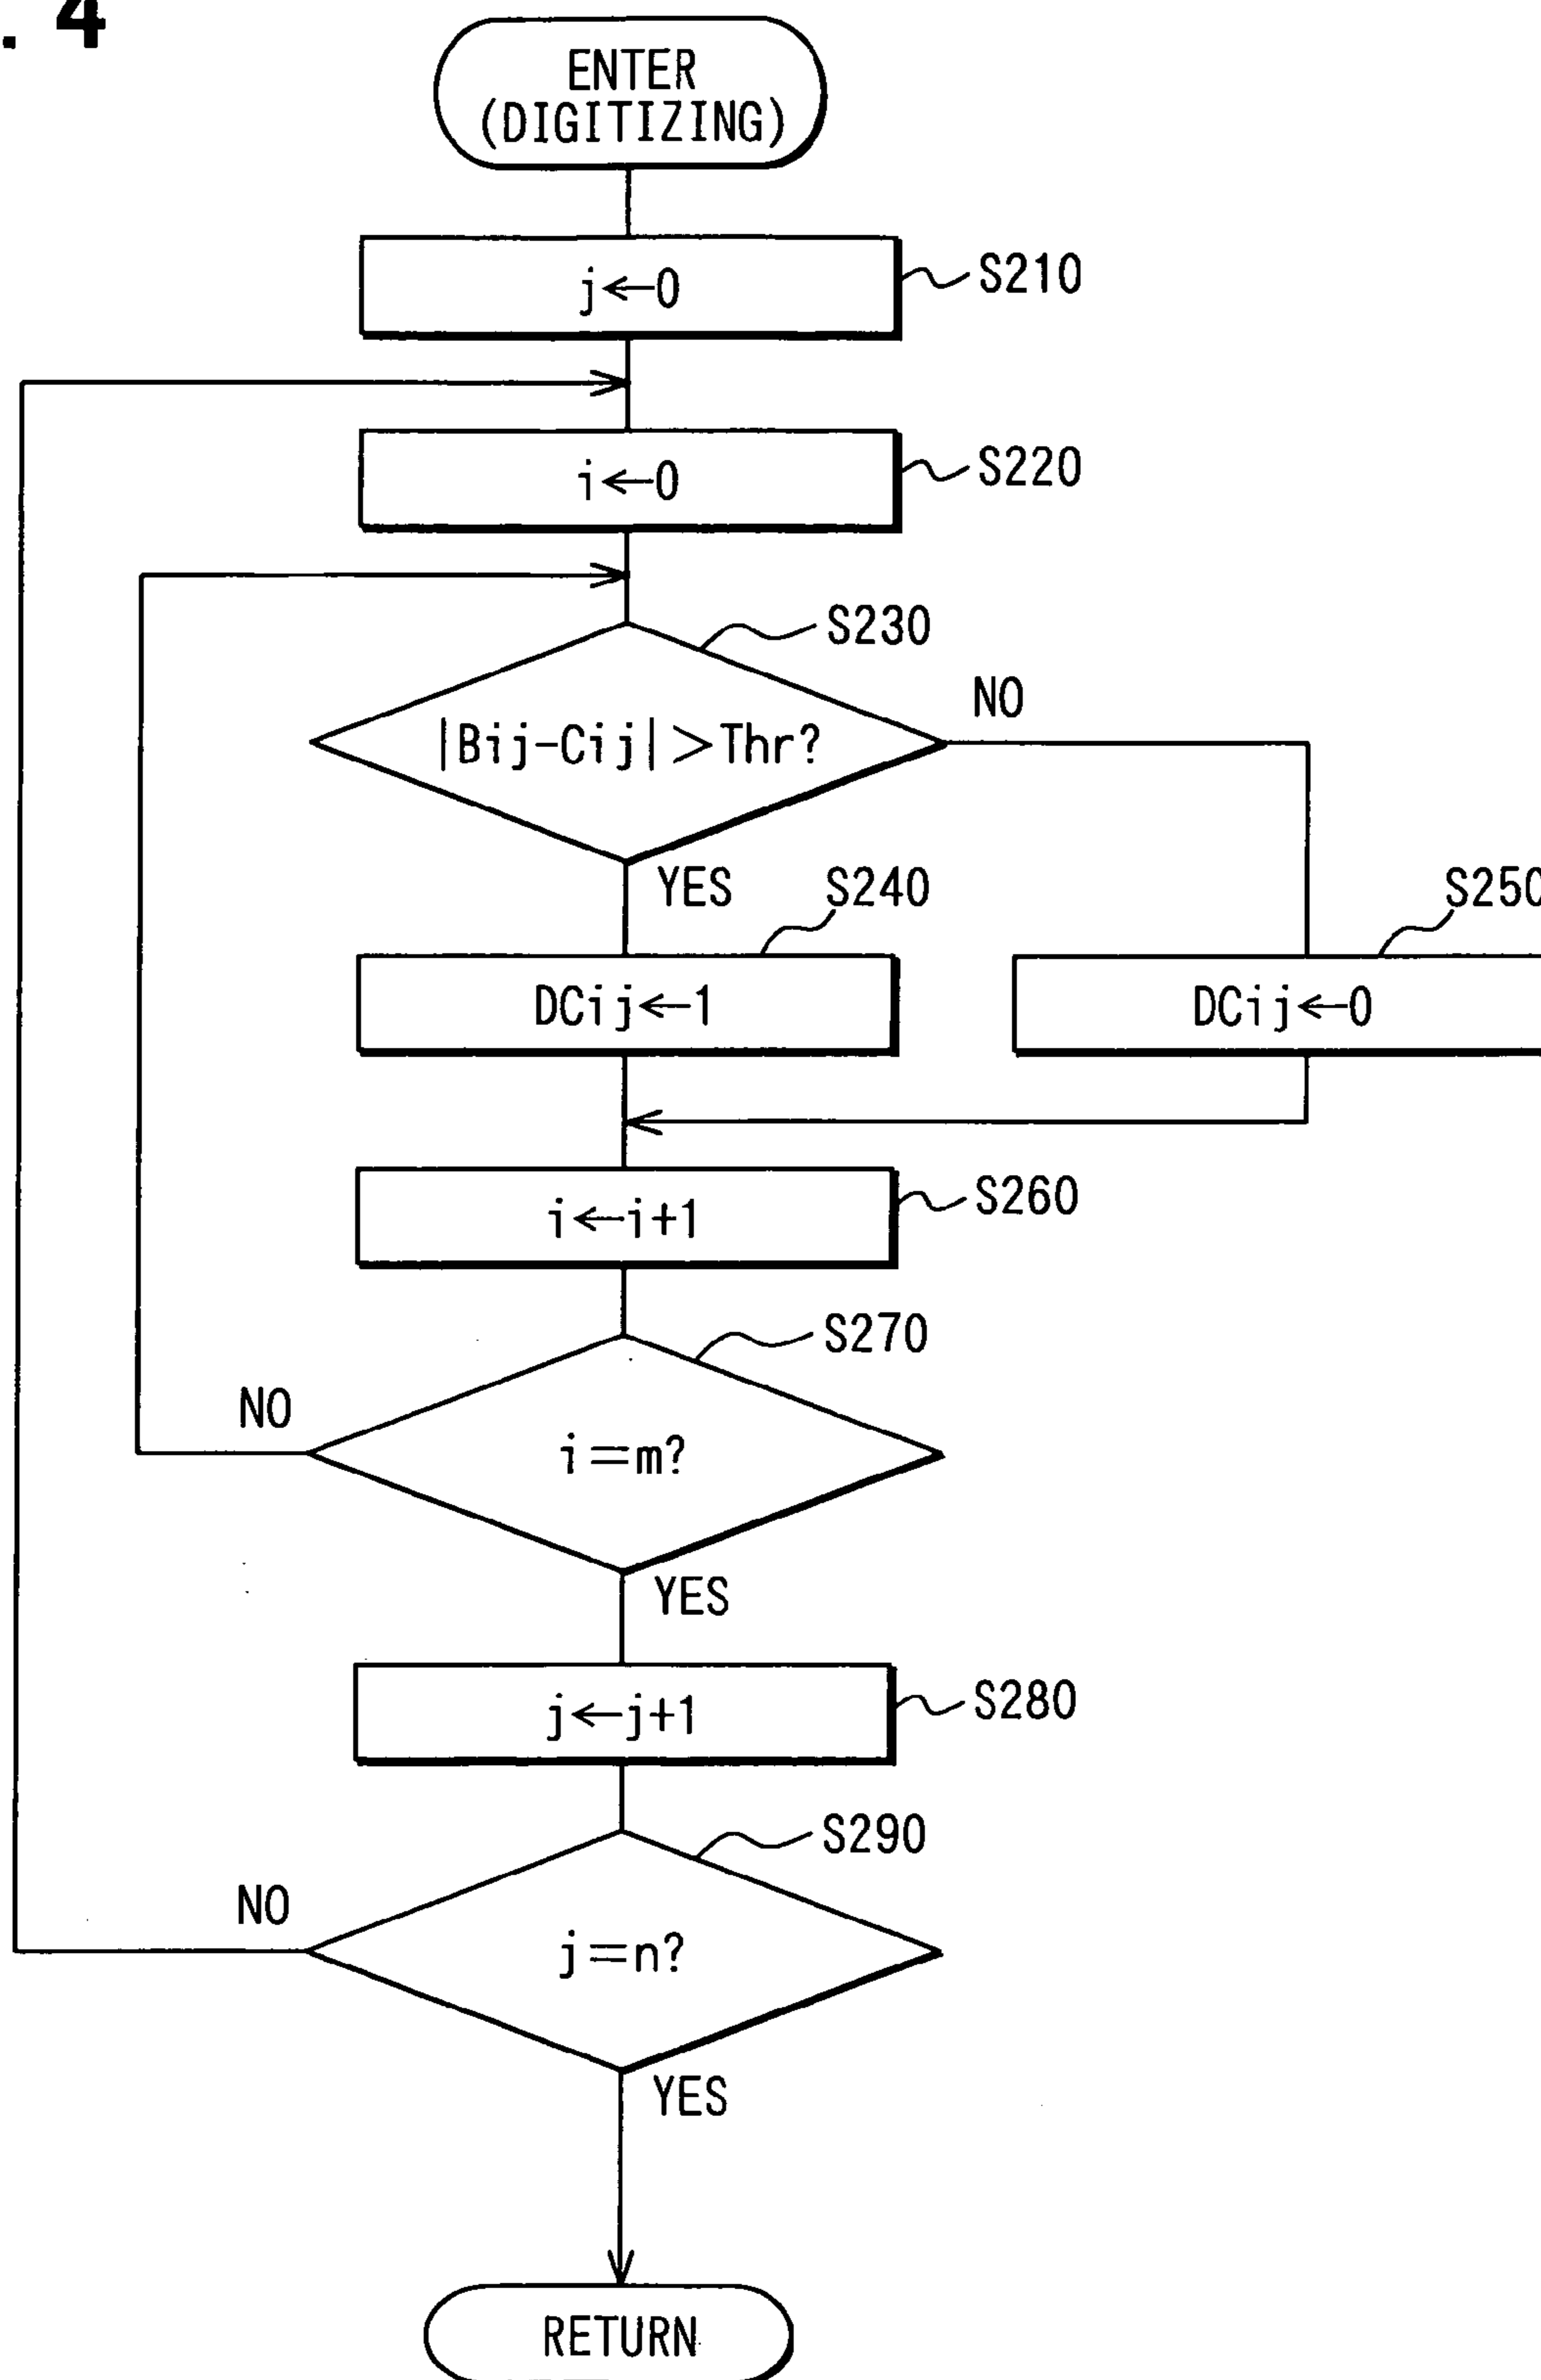 . 4
ENTER
(DIGITIZING)
j←0
S210
i←0
S220
S230
|Bij-Cij|>Thr?
NO
YES
S240
S250
DCij←1
DCij←0
i←i+1
S260
S270
NO
i=m?
YES
j←j+1
S280
S290
NO
j=n?
YES
RETURN